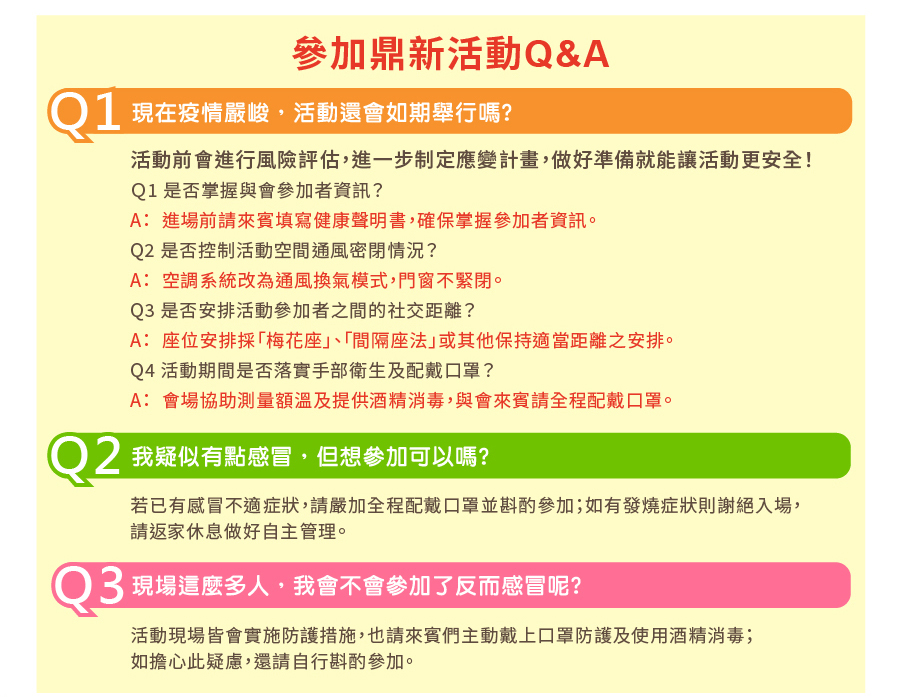 參加鼎新活動Q&A
Q1 現在疫情嚴峻，活動還會如期舉行嗎?
活動前會進行風險評估，進一步制定應變計畫，做好準備就能讓活動更安全！
Q1 是否掌握與會參加者資訊？
A： 進場前請來賓填寫健康聲明書，確保掌握參加者資訊。
Q2 是否控制活動空間通風密閉情況？
A： 空調系統改為通風換氣模式，門窗不緊閉。
Q3 是否安排活動參加者之間的社交距離？
A： 座位安排採「梅花座」、「間隔座法」或其他保持適當距離之安排。
Q4 活動期間是否落實手部衛生及配戴口罩？
A： 會場協助測量額溫及提供酒精消毒，與會來賓請全程配戴口罩。
Q2 我疑似有點感冒，但想參加可以嗎?
若已有感冒不適症狀，請嚴加全程配戴口罩並斟酌參加；如有發燒症狀則謝絕入場，
請返家休息做好自主管理。
Q3 現場這麼多人，我會不會參加了反而感冒呢?
活動現場皆會實施防護措施，也請來賓們主動戴上口罩防護及使用酒精消毒；
如擔心此疑慮，還請自行斟酌參加。